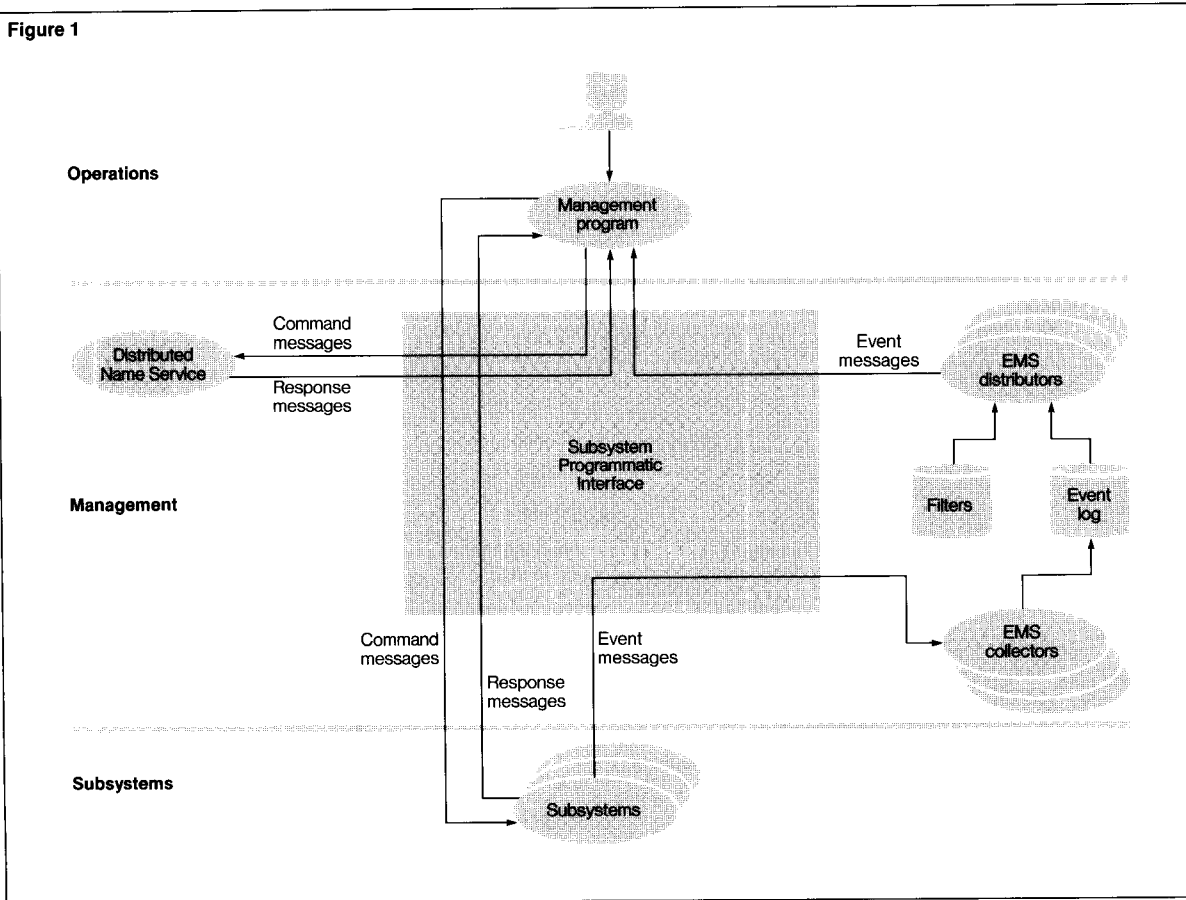 Figure 1
Operations
Management
program
Command
messages
Distributed
Name Service
Response
messages
Event
messages
EMS
distributors
Subsystem
Programmatic
Interface
Management
Filters
Event
log
Command
messages
Event
messages
Response
messages
EMS
collectors
Subsystems
Subsystems